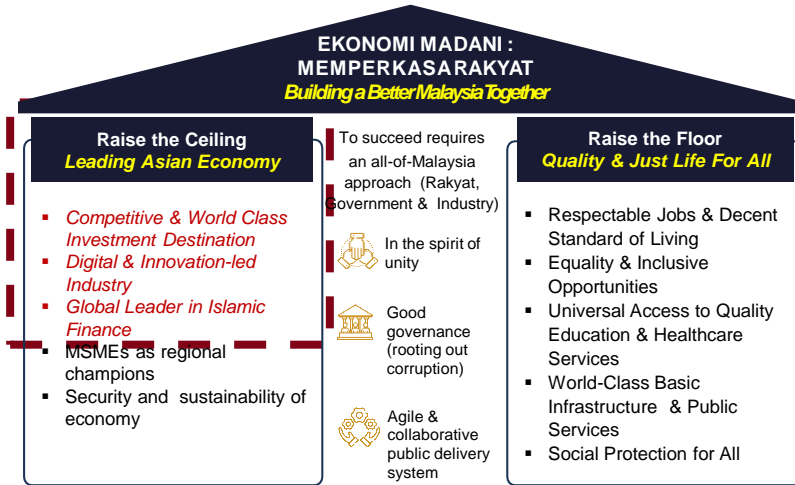 EKONOMI MADANI :
MEMPERKASA RAKYAT
Building a Better Malaysia Together
Raise the Ceiling
Leading Asian Economy
▪ Competitive & World Class
Investment Destination
▪ Digital & Innovation-led
Industry
▪ Global Leader in Islamic
Finance
▪ MSMEs as regional
champions
▪ Security and sustainability of
economy
To succeed requires
an all-of-Malaysia
approach (Rakyat,
Government & Industry)
In the spirit of
unity
Good
governance
(rooting out
corruption)
Agile &
collaborative
public delivery
system
Raise the Floor
Quality & Just Life For All
▪ Respectable Jobs & Decent
Standard of Living
▪ Equality & Inclusive
Opportunities
▪ Universal Access to Quality
Education & Healthcare
Services
▪ World-Class Basic
Infrastructure & Public
Services
▪ Social Protection for All